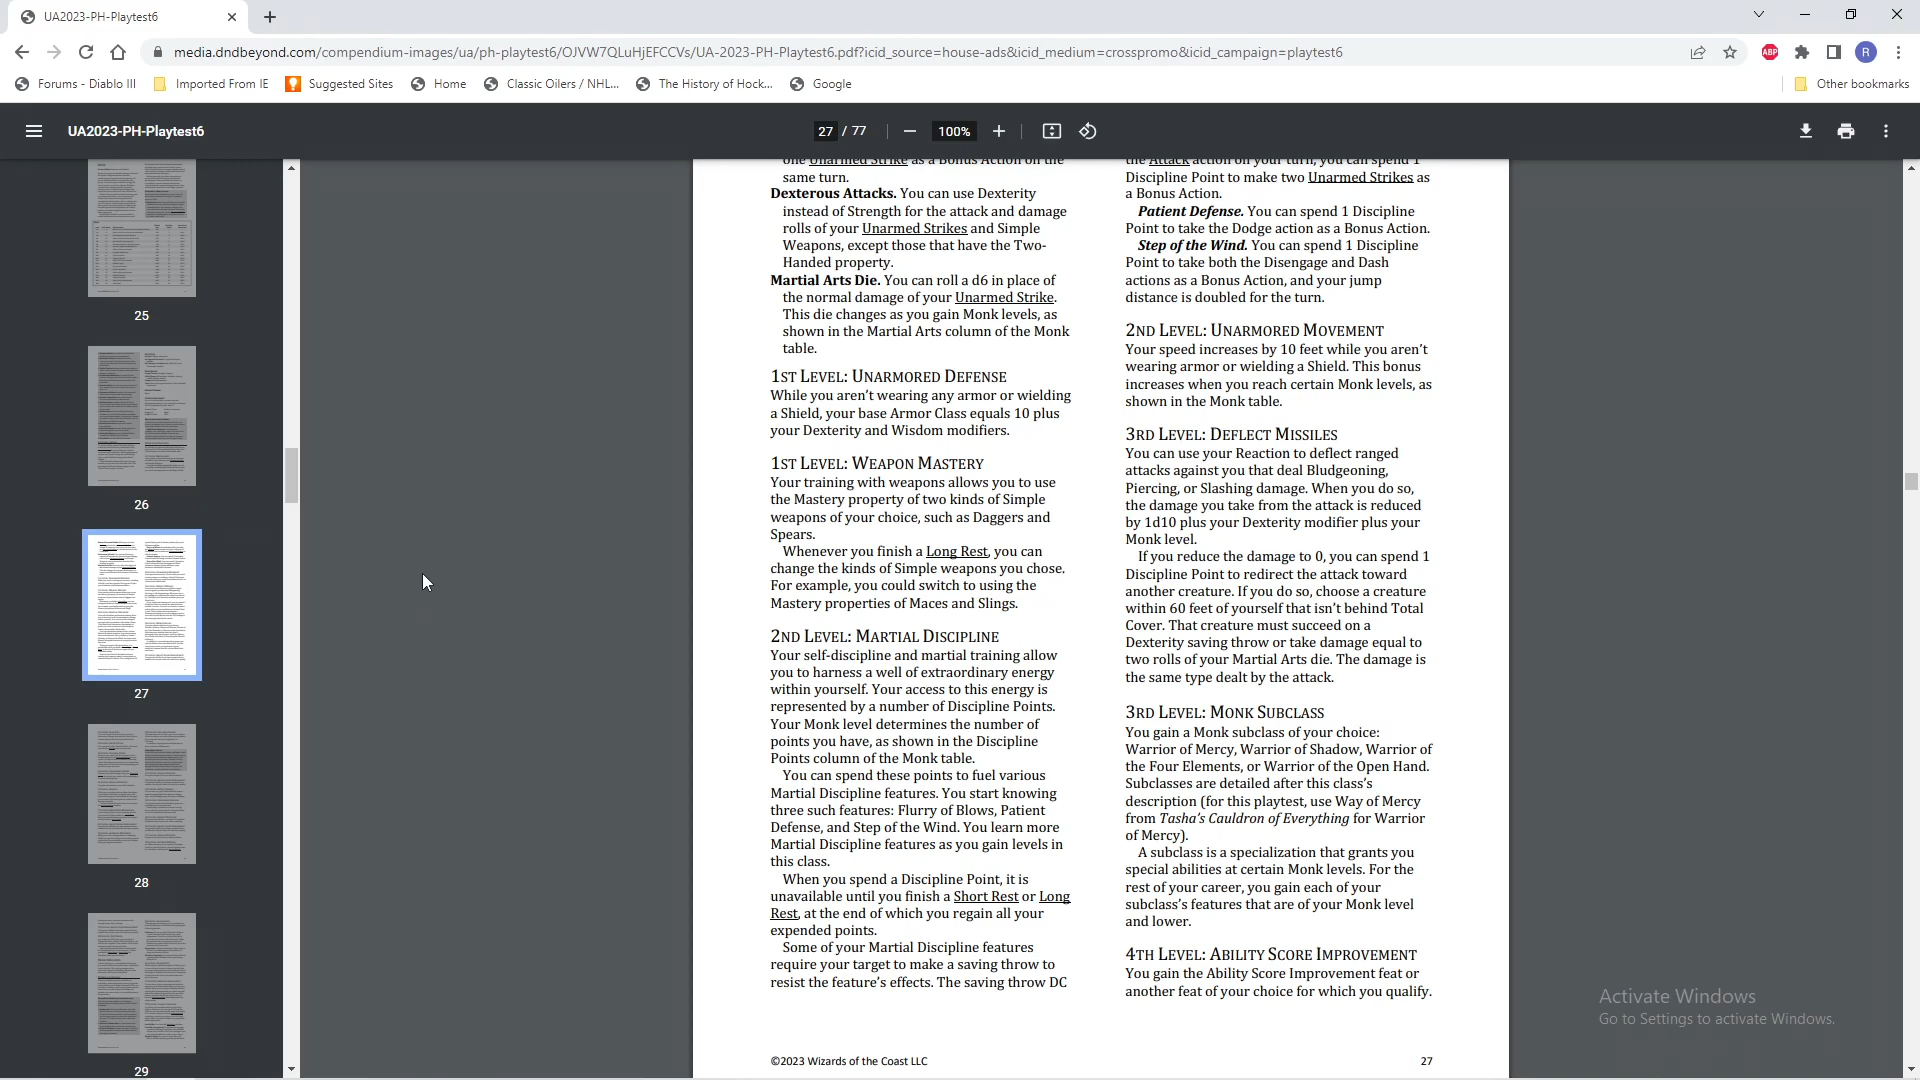 UA2023-PH-Playtest6
media.dndbeyond.com/compendium-images/ua/ph-playtest6/OJVW7QLuHjEFCCVs/UA-2023-PH-Playtest6.pdf?icid_source=house-ads&icid_medium=crosspromo&icid_campaign=playtest6
ABP
R
Forums - Diablo III
Imported From IE
Suggested Sites
Home
Classic Oilers / NHL...
The History of Hock...
Google
Other bookmarks
UA2023-PH-Playtest6
27 / 77
100%
25
26
27
28
29
one Unarmed Strike as a Bonus Action on the
same turn.
Dexterous Attacks. You can use Dexterity
instead of Strength for the attack and damage
rolls of your Unarmed Strikes and Simple
Weapons, except those that have the Two-
Handed property.
Martial Arts Die. You can roll a d6 in place of
the normal damage of your Unarmed Strike.
This die changes as you gain Monk levels, as
shown in the Martial Arts column of the Monk
table.
1ST LEVEL: UNARMORED DEFENSE
While you aren't wearing any armor or wielding
a Shield, your base Armor Class equals 10 plus
your Dexterity and Wisdom modifiers.
1ST LEVEL: WEAPON MASTERY
Your training with weapons allows you to use
the Mastery property of two kinds of Simple
weapons of your choice, such as Daggers and
Spears.
Whenever you finish a Long Rest, you can
change the kinds of Simple weapons you chose.
For example, you could switch to using the
Mastery properties of Maces and Slings.
2ND LEVEL: MARTIAL DISCIPLINE
Your self-discipline and martial training allow
you to harness a well of extraordinary energy
within yourself. Your access to this energy is
represented by a number of Discipline Points.
Your Monk level determines the number of
points you have, as shown in the Discipline
Points column of the Monk table.
You can spend these points to fuel various
Martial Discipline features. You start knowing
three such features: Flurry of Blows, Patient
Defense, and Step of the Wind. You learn more
Martial Discipline features as you gain levels in
this class.
When you spend a Discipline Point, it is
unavailable until you finish a Short Rest or Long
Rest, at the end of which you regain all your
expended points.
Some of your Martial Discipline features
require your target to make a saving throw to
resist the feature's effects. The saving throw DC
the Attack action on your turn, you can spend 1
Discipline Point to make two Unarmed Strikes as
a Bonus Action.
Patient Defense. You can spend 1 Discipline
Point to take the Dodge action as a Bonus Action.
Step of the Wind. You can spend 1 Discipline
Point to take both the Disengage and Dash
actions as a Bonus Action, and your jump
distance is doubled for the turn.
2ND LEVEL: UNARMORED MOVEMENT
Your speed increases by 10 feet while you aren't
wearing armor or wielding a Shield. This bonus
increases when you reach certain Monk levels, as
shown in the Monk table.
3RD LEVEL: DEFLECT MISSILES
You can use your Reaction to deflect ranged
attacks against you that deal Bludgeoning,
Piercing, or Slashing damage. When you do so,
the damage you take from the attack is reduced
by 1d10 plus your Dexterity modifier plus your
Monk level.
If you reduce the damage to 0, you can spend 1
Discipline Point to redirect the attack toward
another creature. If you do so, choose a creature
within 60 feet of yourself that isn't behind Total
Cover. That creature must succeed on a
Dexterity saving throw or take damage equal to
two rolls of your Martial Arts die. The damage is
the same type dealt by the attack.
3RD LEVEL: MONK SUBCLASS
You gain a Monk subclass of your choice:
Warrior of Mercy, Warrior of Shadow, Warrior of
the Four Elements, or Warrior of the Open Hand.
Subclasses are detailed after this class's
description (for this playtest, use Way of Mercy
from Tasha's Cauldron of Everything for Warrior
of Mercy).
A subclass is a specialization that grants you
special abilities at certain Monk levels. For the
rest of your career, you gain each of your
subclass's features that are of your Monk level
and lower.
4TH LEVEL: ABILITY SCORE IMPROVEMENT
You gain the Ability Score Improvement feat or
another feat of your choice for which you qualify.
©2023 Wizards of the Coast LLC
27
Activate Windows
Go to Settings to activate Windows.